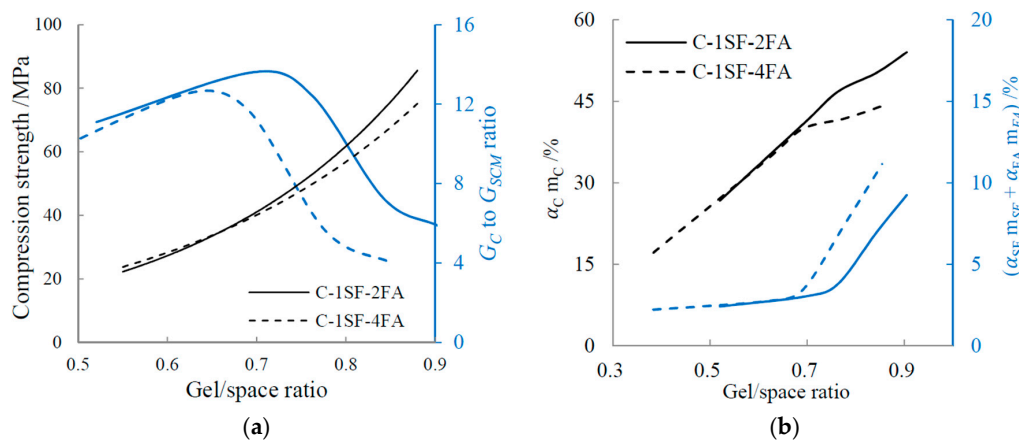 100
80
60
40
20
0
Compression strength /MPa
16
12
8
4
0
G_C to G_SCM ratio
C-1SF-2FA
C-1SF-4FA
0.5 0.6 0.7 0.8 0.9
Gel/space ratio
(a)
60
45
30
15
0
α_C m_C /%
C-1SF-2FA
C-1SF-4FA
20
15
10
5
0
(α_SF m_SF + α_FA m_FA) /%
0.3 0.5 0.7 0.9
Gel/space ratio
(b)